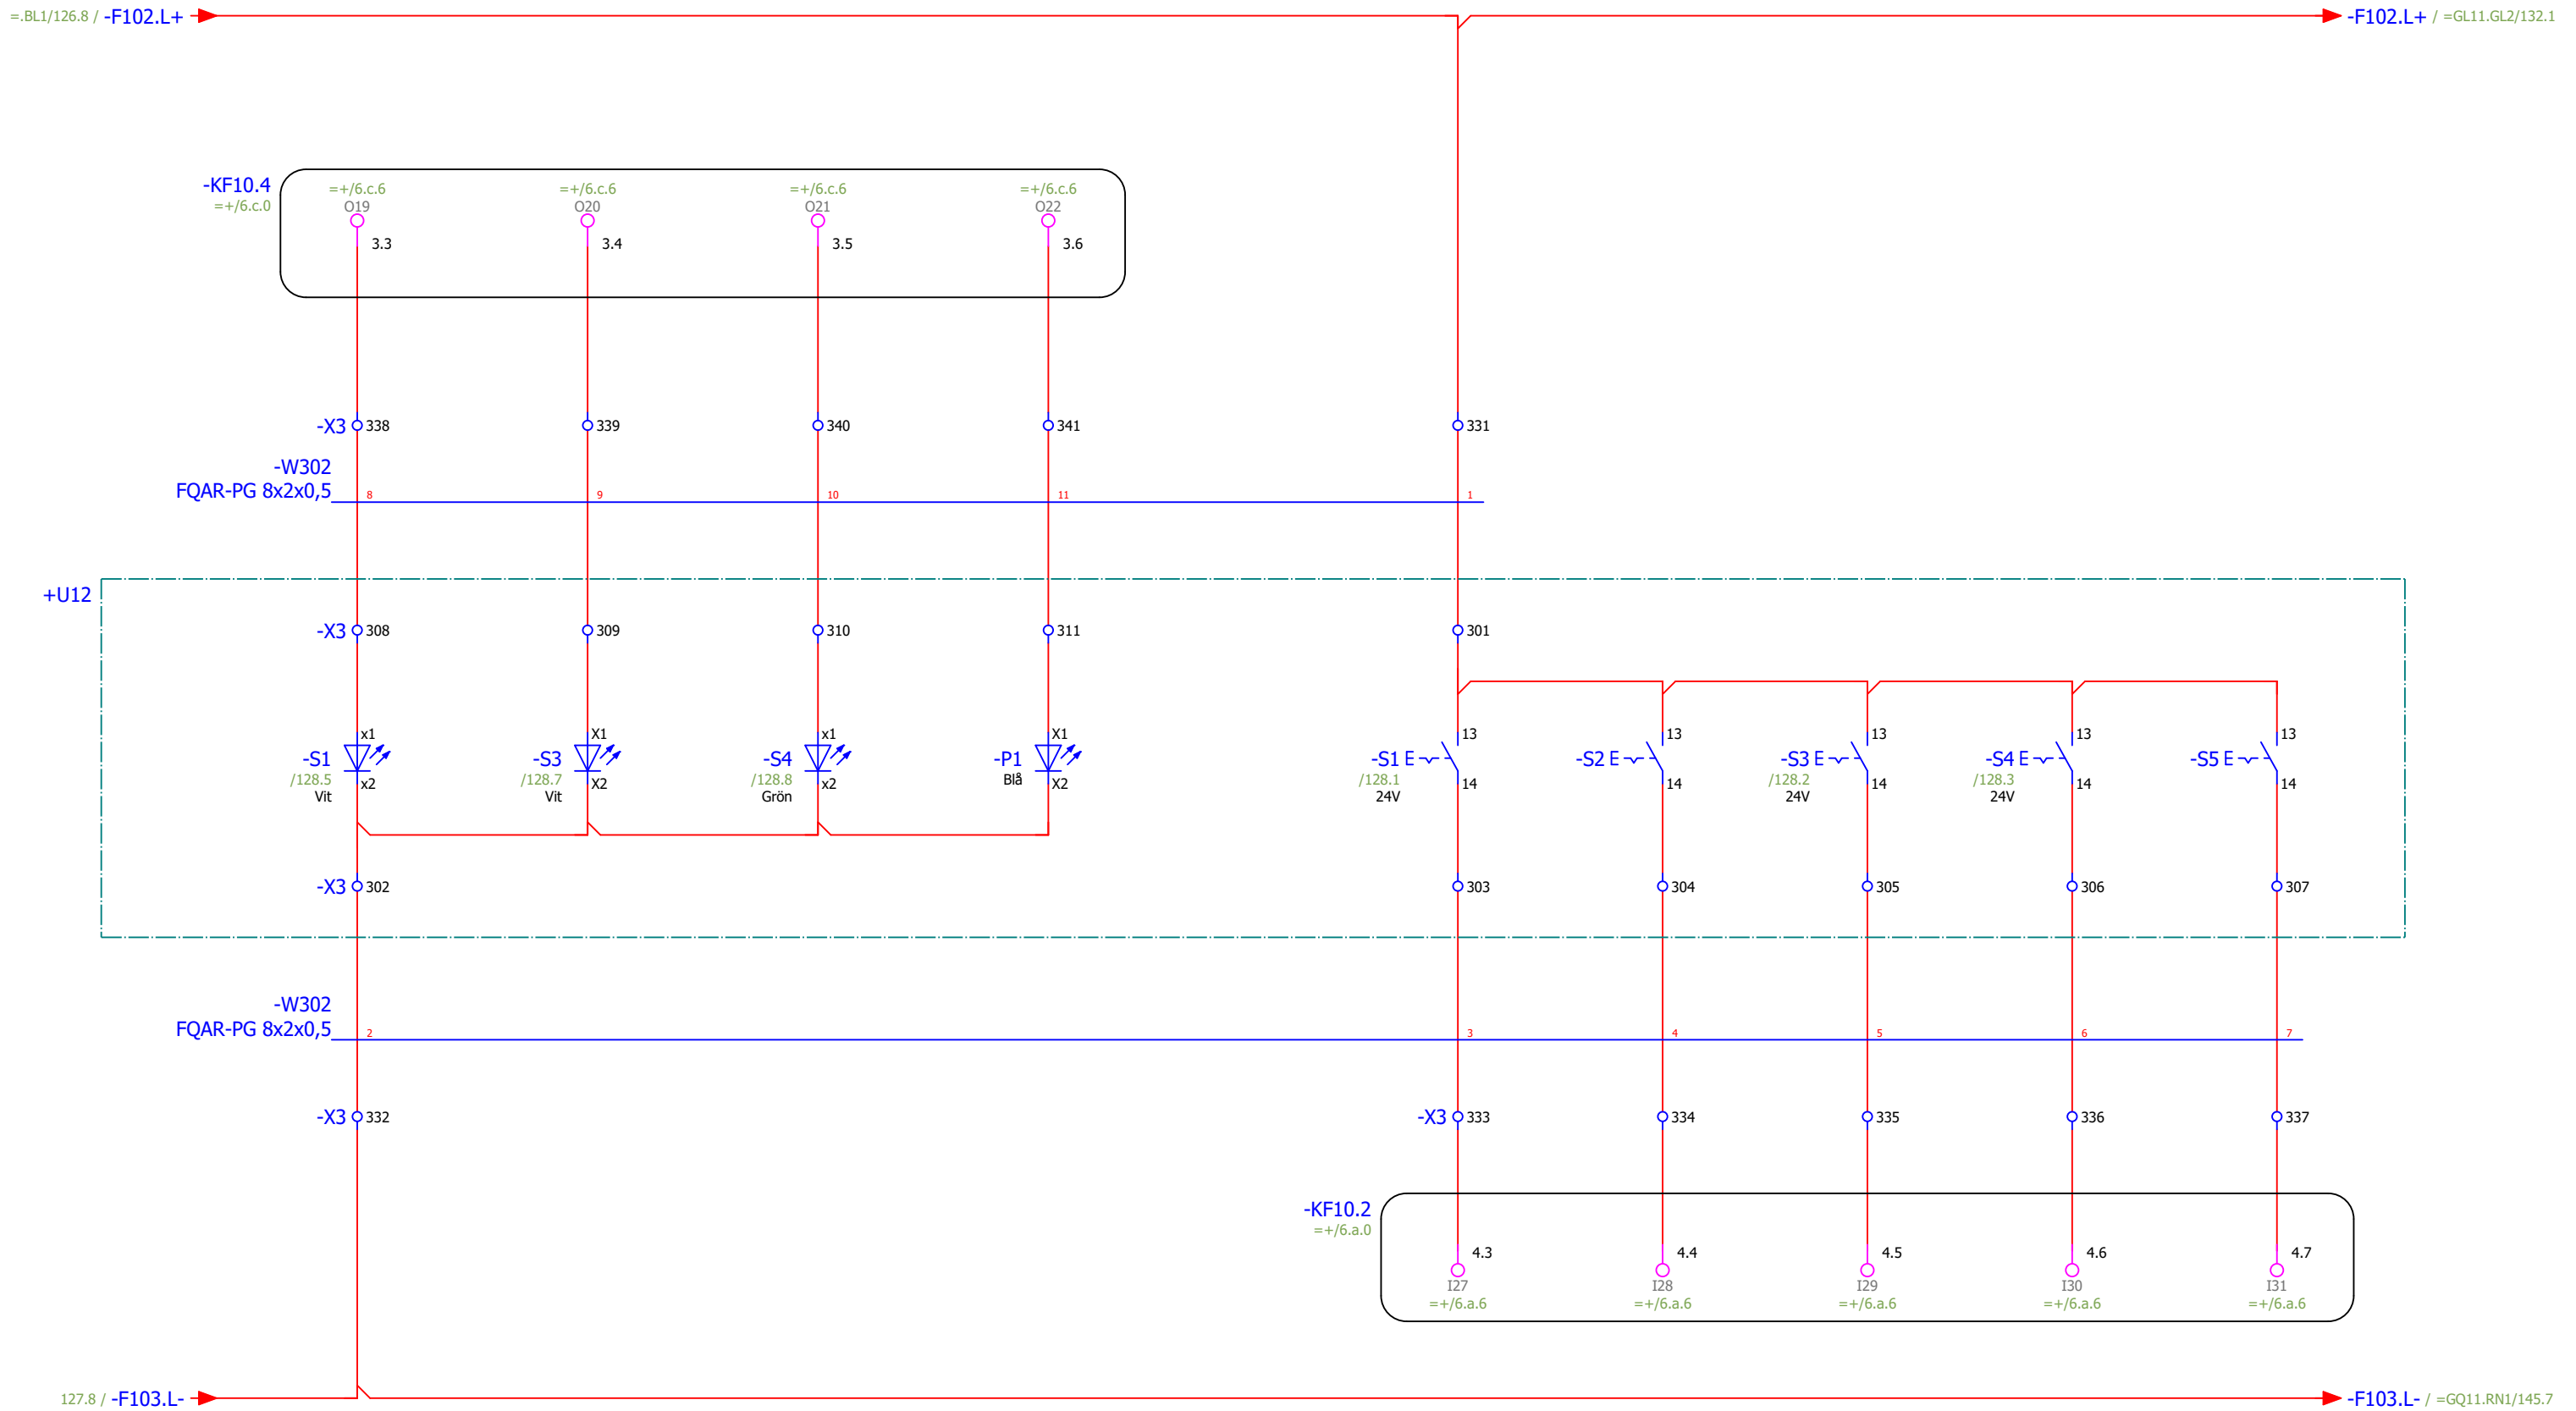 =.BL1/126.8 / -F102.L+
-F102.L+ / =GL11.GL2/132.1
-KF10.4
=+/6.c.0
=+/6.c.6 =+/6.c.6 =+/6.c.6 =+/6.c.6
O19 O20 O21 O22
3.3 3.4 3.5 3.6
-X3 338 339 340 341 331
-W302
FQAR-PG 8x2x0,5 8 9 10 11 1
+U12
-X3 308 309 310 311 301
x1 X1 x1 X1 13 13 13 13 13
-S1 -S3 -S4 -P1 -S1 E -S2 E -S3 E -S4 E -S5 E
/128.5 /128.7 /128.8 Blå /128.1 /128.2 /128.3
x2 X2 x2 X2 14 14 14 14 14
Vit Vit Grön 24V 24V 24V
-X3 302 303 304 305 306 307
-W302
FQAR-PG 8x2x0,5 2 3 4 5 6 7
-X3 332 -X3 333 334 335 336 337
-KF10.2
=+/6.a.0
4.3 4.4 4.5 4.6 4.7
I27 I28 I29 I30 I31
=+/6.a.6 =+/6.a.6 =+/6.a.6 =+/6.a.6 =+/6.a.6
127.8 / -F103.L-
-F103.L- / =GQ11.RN1/145.7